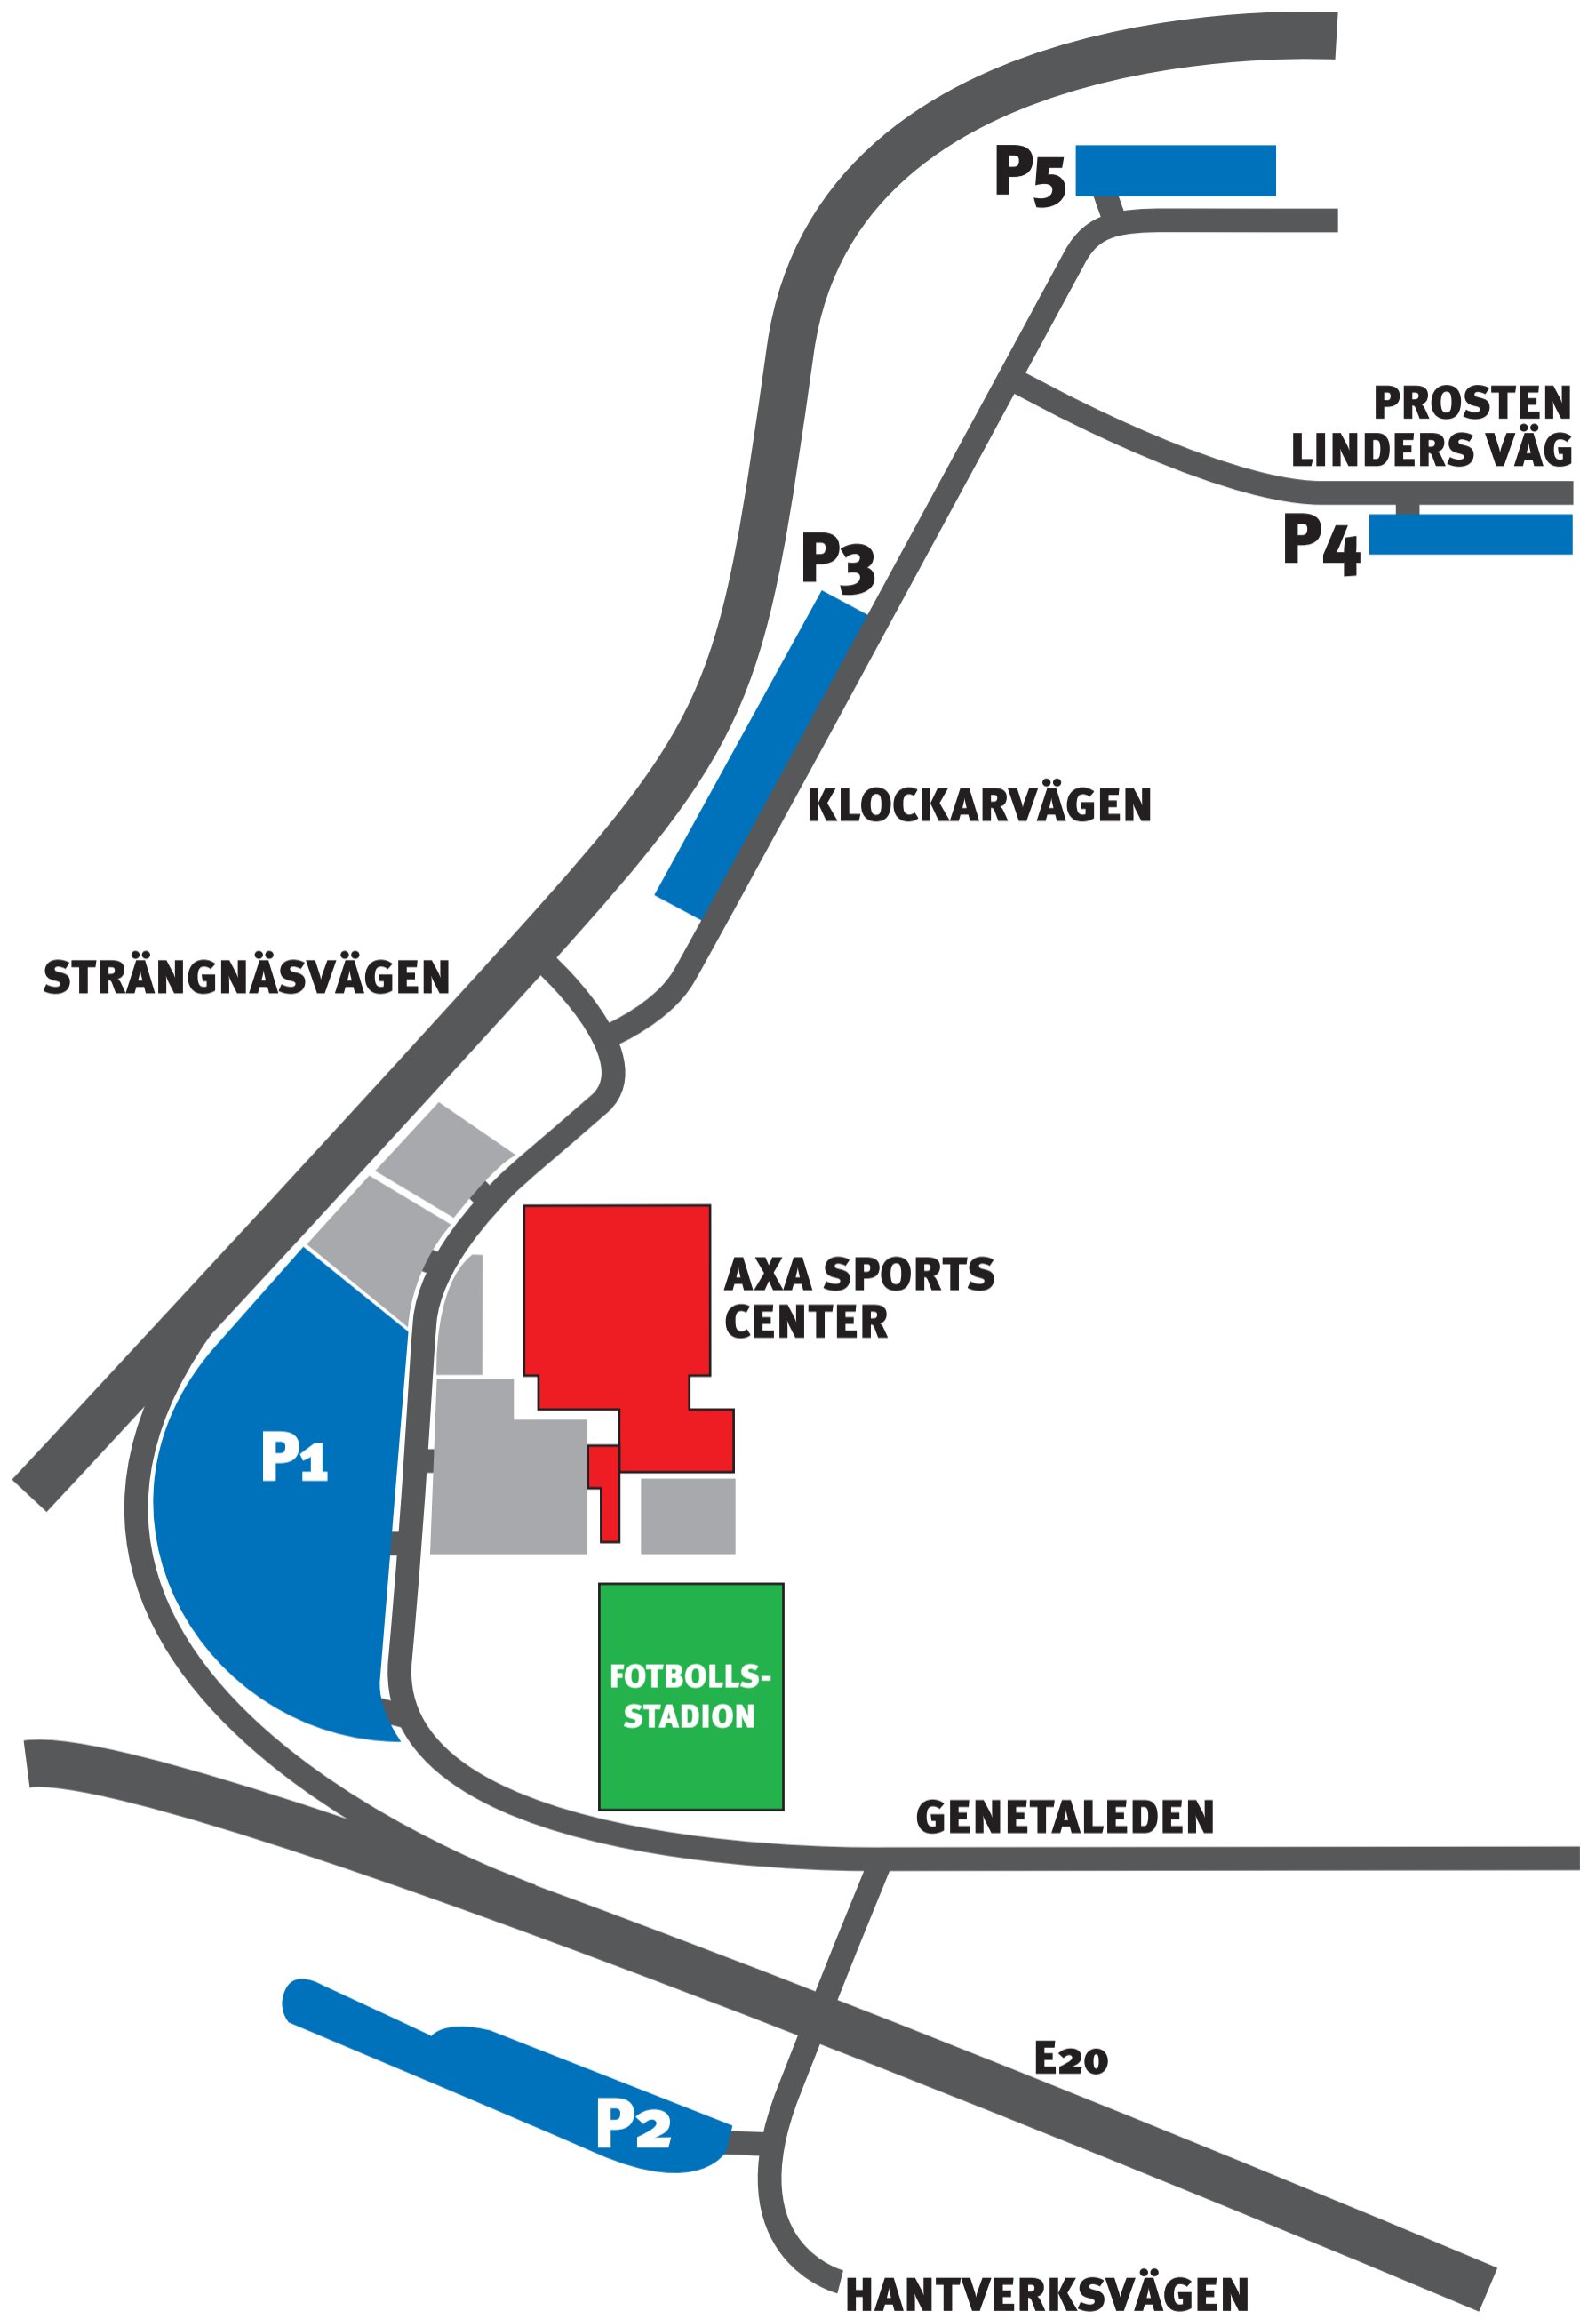 P5
PROSTEN
LINDERS VÄG
P4
P3
KLOCKARVÄGEN
STRÄNGNÄSVÄGEN
AXA SPORTS
CENTER
P1
FOTBOLLS-
STADION
GENETALEDEN
E20
P2
HANTVERKSVÄGEN